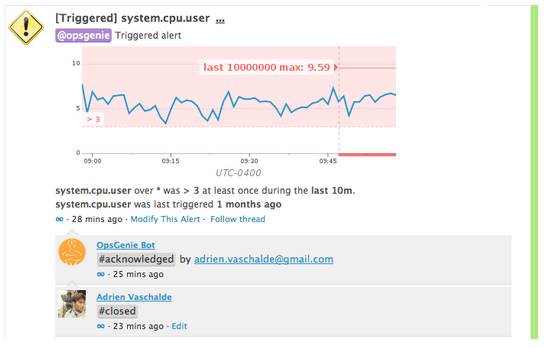 [Triggered] system.cpu.user ...
@opsgenie Triggered alert
last 10000000 max: 9.59
10
5
> 3
0
09:00 09:15 09:30 09:45
UTC-0400
system.cpu.user over * was > 3 at least once during the last 10m.
system.cpu.user was last triggered 1 months ago
∞ · 28 mins ago · Modify This Alert · Follow thread
OpsGenie Bot
#acknowledged by adrien.vaschalde@gmail.com
∞ · 25 mins ago
Adrien Vaschalde
#closed
∞ · 23 mins ago · Edit